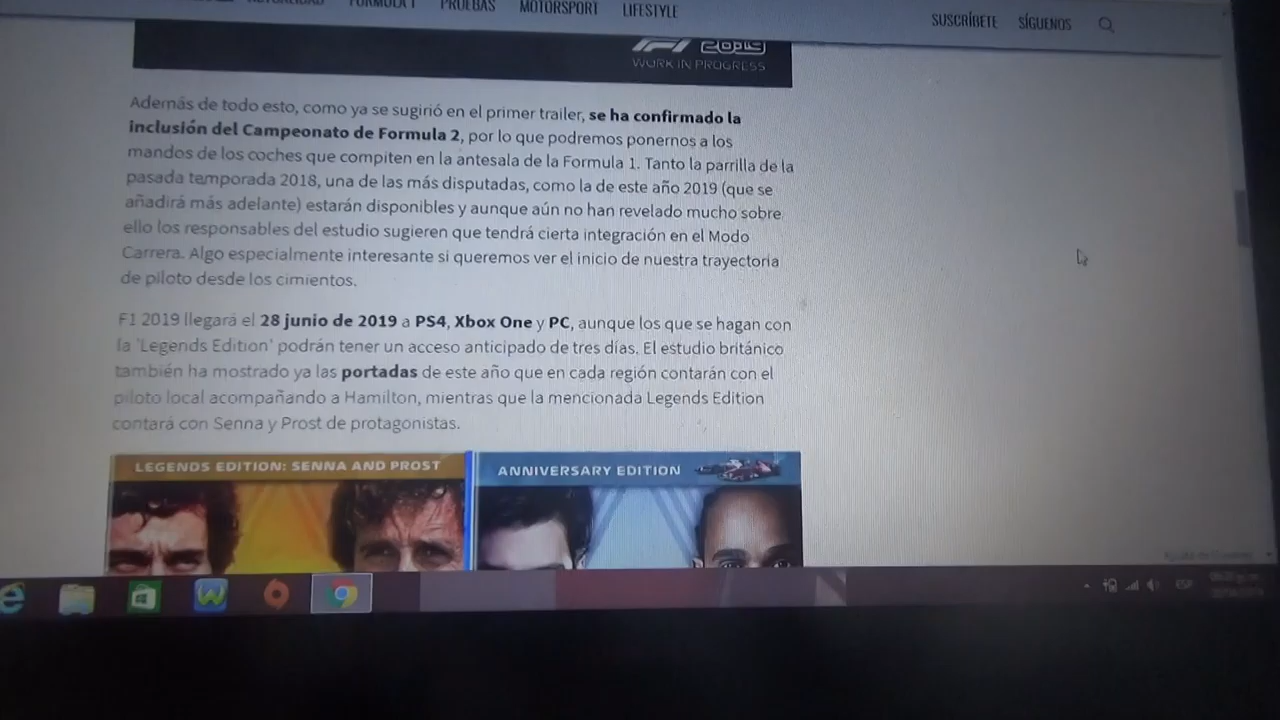 FORMULA 1 PRUEBAS MOTORSPORT LIFESTYLE
SUSCRÍBETE SÍGUENOS
F1 2019
WORK IN PROGRESS
Además de todo esto, como ya se sugirió en el primer trailer, se ha confirmado la
inclusión del Campeonato de Formula 2, por lo que podremos ponernos a los
mandos de los coches que compiten en la antesala de la Formula 1. Tanto la parrilla de la
pasada temporada 2018, una de las más disputadas, como la de este año 2019 (que se
añadirá más adelante) estarán disponibles y aunque aún no han revelado mucho sobre
ello los responsables del estudio sugieren que tendrá cierta integración en el Modo
Carrera. Algo especialmente interesante si queremos ver el inicio de nuestra trayectoria
de piloto desde los cimientos.
F1 2019 llegará el 28 junio de 2019 a PS4, Xbox One y PC, aunque los que se hagan con
la 'Legends Edition' podrán tener un acceso anticipado de tres días. El estudio británico
también ha mostrado ya las portadas de este año que en cada región contarán con el
piloto local acompañando a Hamilton, mientras que la mencionada Legends Edition
contará con Senna y Prost de protagonistas.
LEGENDS EDITION: SENNA AND PROST
ANNIVERSARY EDITION
ESP